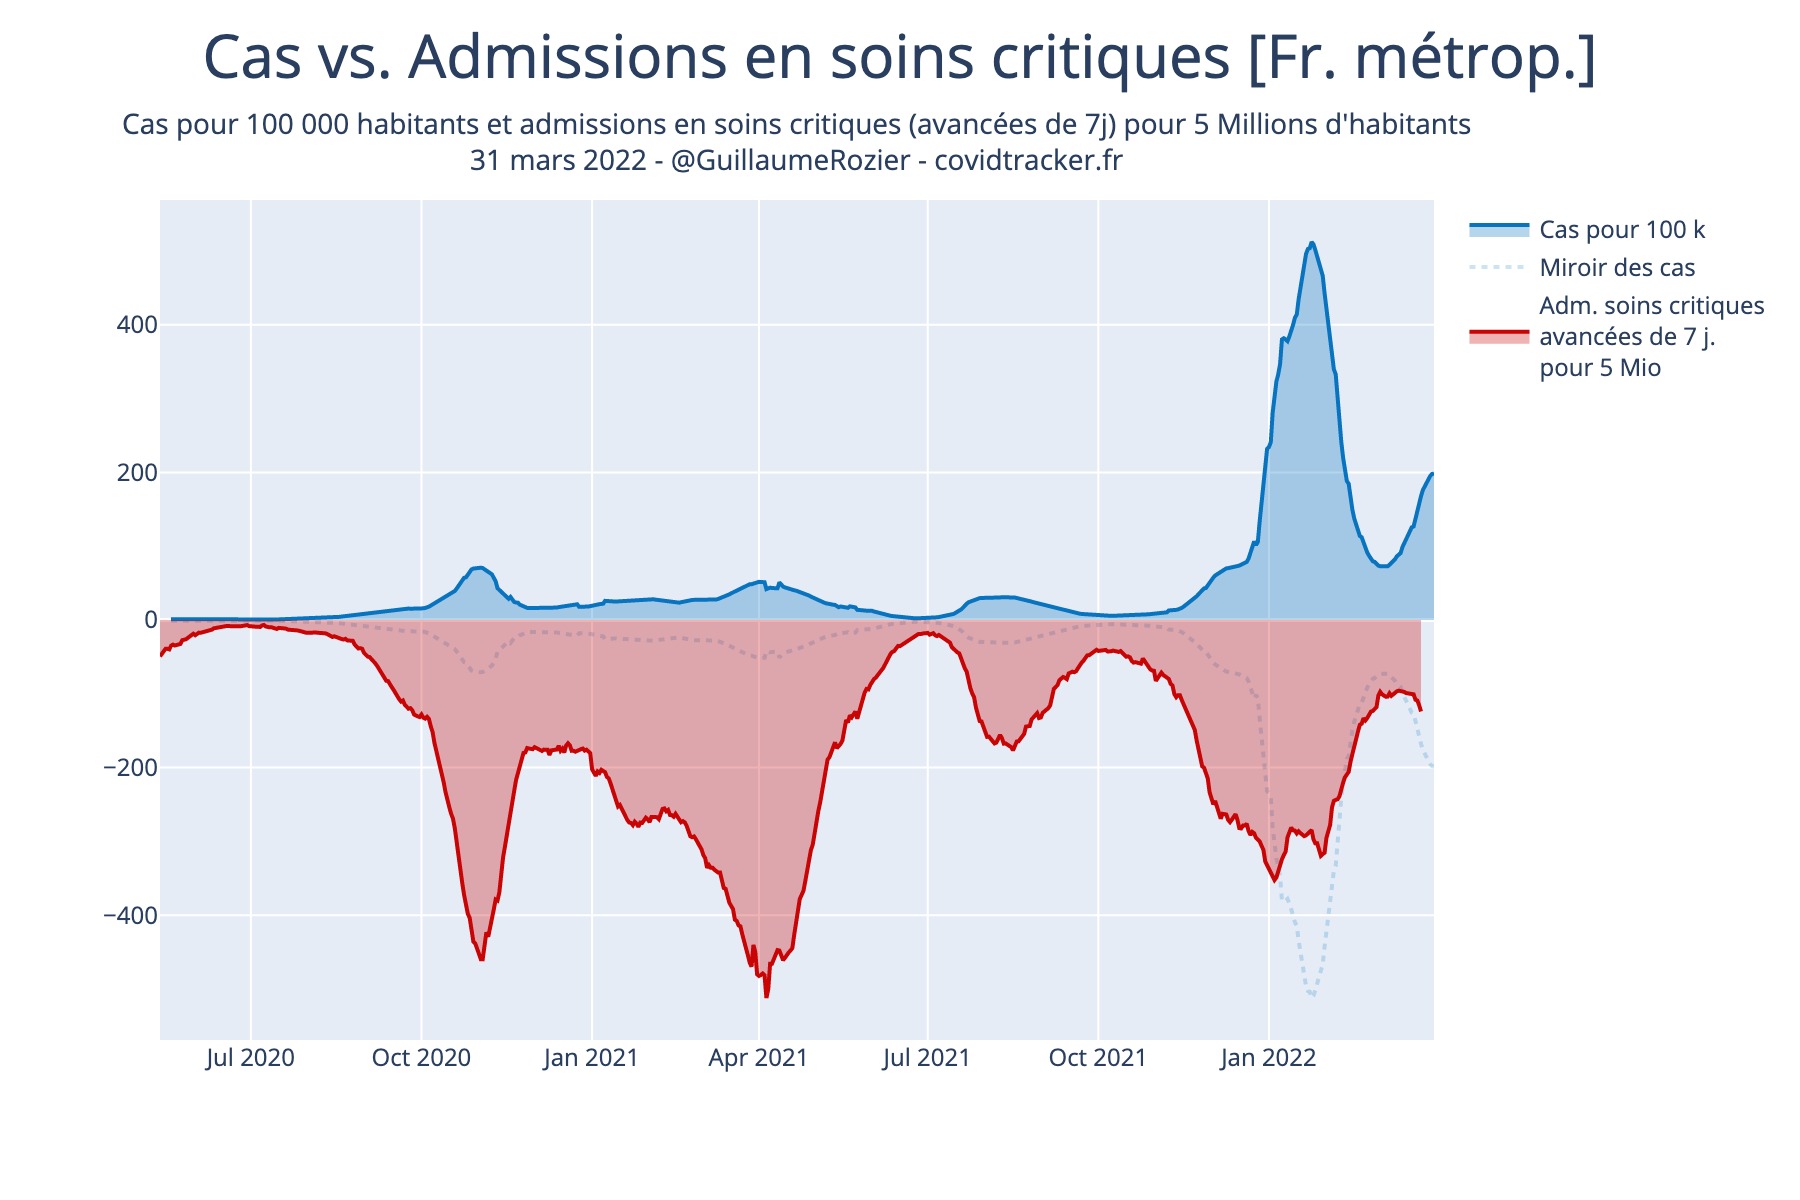 Cas vs. Admissions en soins critiques [Fr. métrop.]
Cas pour 100 000 habitants et admissions en soins critiques (avancées de 7j) pour 5 Millions d'habitants
31 mars 2022 - @GuillaumeRozier - covidtracker.fr
Cas pour 100 k
Miroir des cas
Adm. soins critiques
avancées de 7 j.
pour 5 Mio
400
200
0
−200
−400
Jul 2020
Oct 2020
Jan 2021
Apr 2021
Jul 2021
Oct 2021
Jan 2022